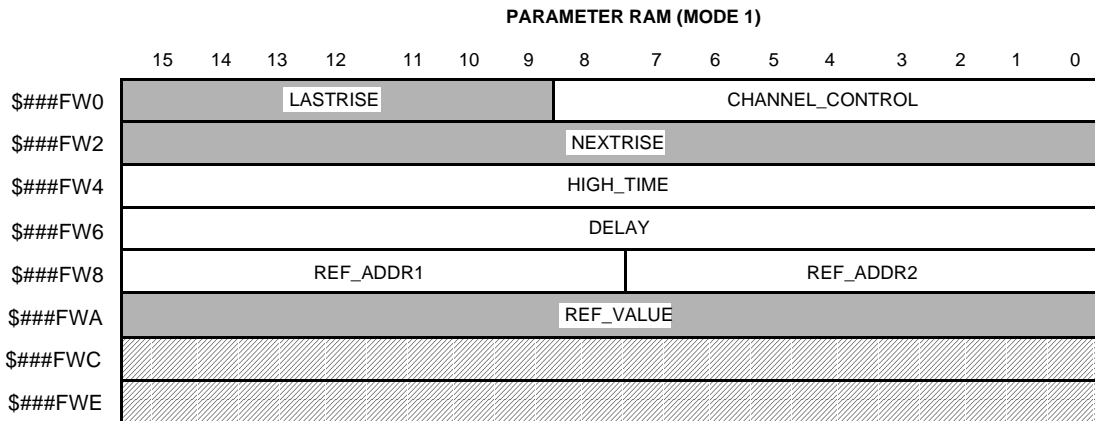 PARAMETER RAM (MODE 1)
15 14 13 12 11 10 9 8 7 6 5 4 3 2 1 0
$###FW0 LASTRISE CHANNEL_CONTROL
$###FW2 NEXTRISE
$###FW4 HIGH_TIME
$###FW6 DELAY
$###FW8 REF_ADDR1 REF_ADDR2
$###FWA REF_VALUE
$###FWC
$###FWE